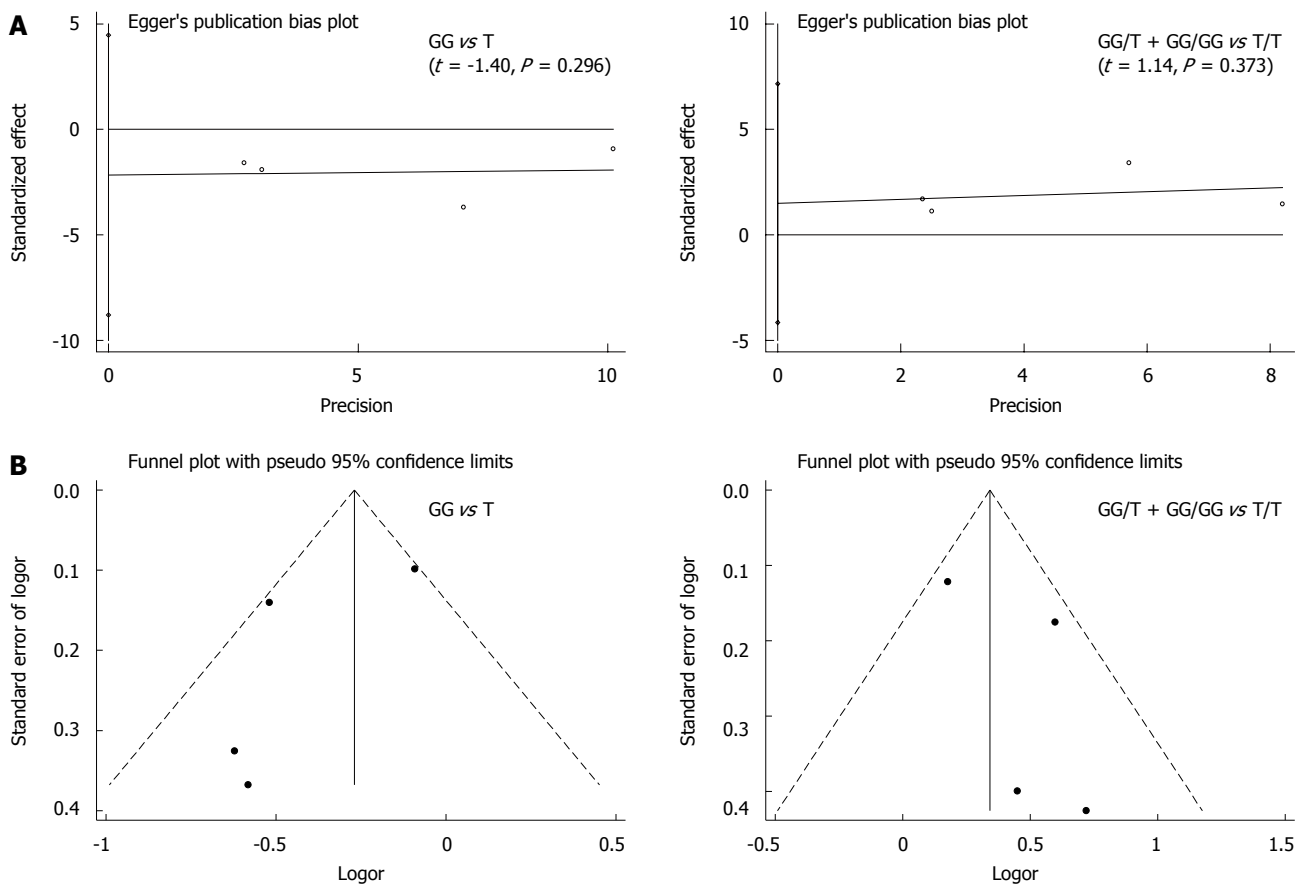 A
Egger's publication bias plot
GG vs T
(t = -1.40, P = 0.296)
Standardized effect
5
0
-5
-10
0
5
10
Precision
Egger's publication bias plot
GG/T + GG/GG vs T/T
(t = 1.14, P = 0.373)
Standardized effect
10
5
0
-5
0
2
4
6
8
Precision
B
Funnel plot with pseudo 95% confidence limits
GG vs T
Standard error of logor
0.0
0.1
0.2
0.3
0.4
-1
-0.5
0
0.5
Logor
Funnel plot with pseudo 95% confidence limits
GG/T + GG/GG vs T/T
Standard error of logor
0.0
0.1
0.2
0.3
0.4
-0.5
0
0.5
1
1.5
Logor